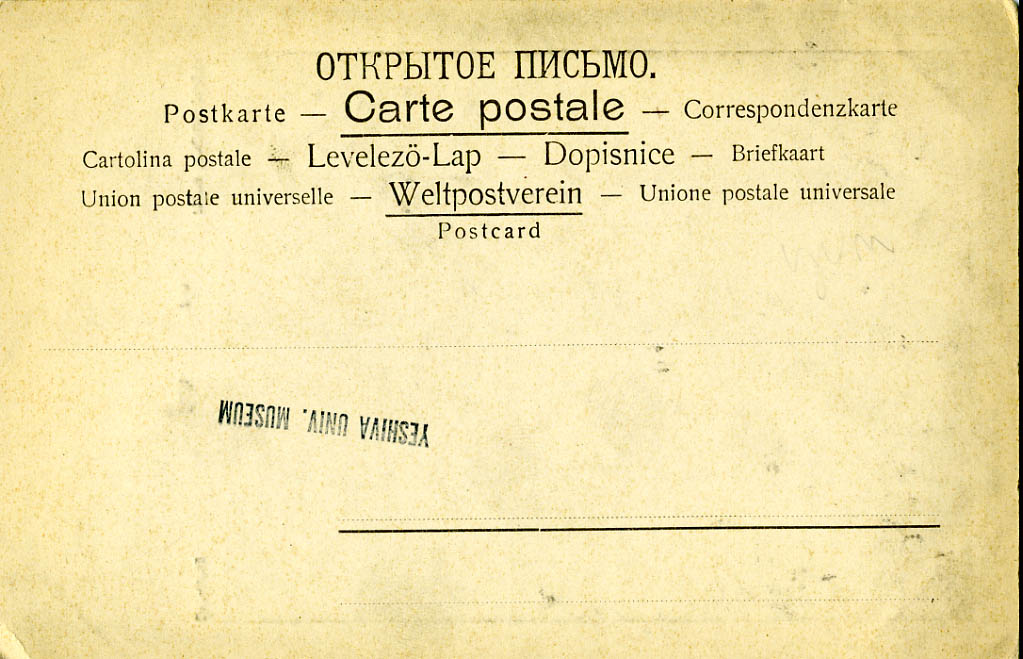 ОТКРЫТОЕ ПИСЬМО.
Postkarte — Carte postale — Correspondenzkarte
Cartolina postale — Levelezö-Lap — Dopisnice — Briefkaart
Union postale universelle — Weltpostverein — Unione postale universale
Postcard
YESHIVA UNIV. MUSEUM